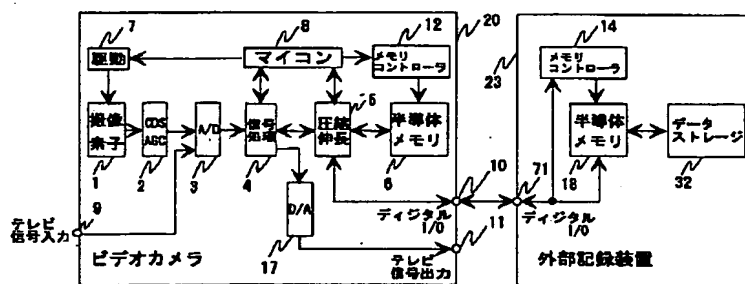 7
8
12
20
14
駆動
マイコン
メモリ
コントローラ
23
メモリ
コントローラ
5
撮像
素子
CDS
AGC
A/D
信号
処理
圧縮
伸長
半導体
メモリ
半導体
メモリ
データ
ストレージ
1
2
3
4
6
10
71
18
32
テレビ
信号入力
9
D/A
ディジタル
I/O
ディジタル
I/O
11
17
ビデオカメラ
テレビ
信号出力
外部記録装置